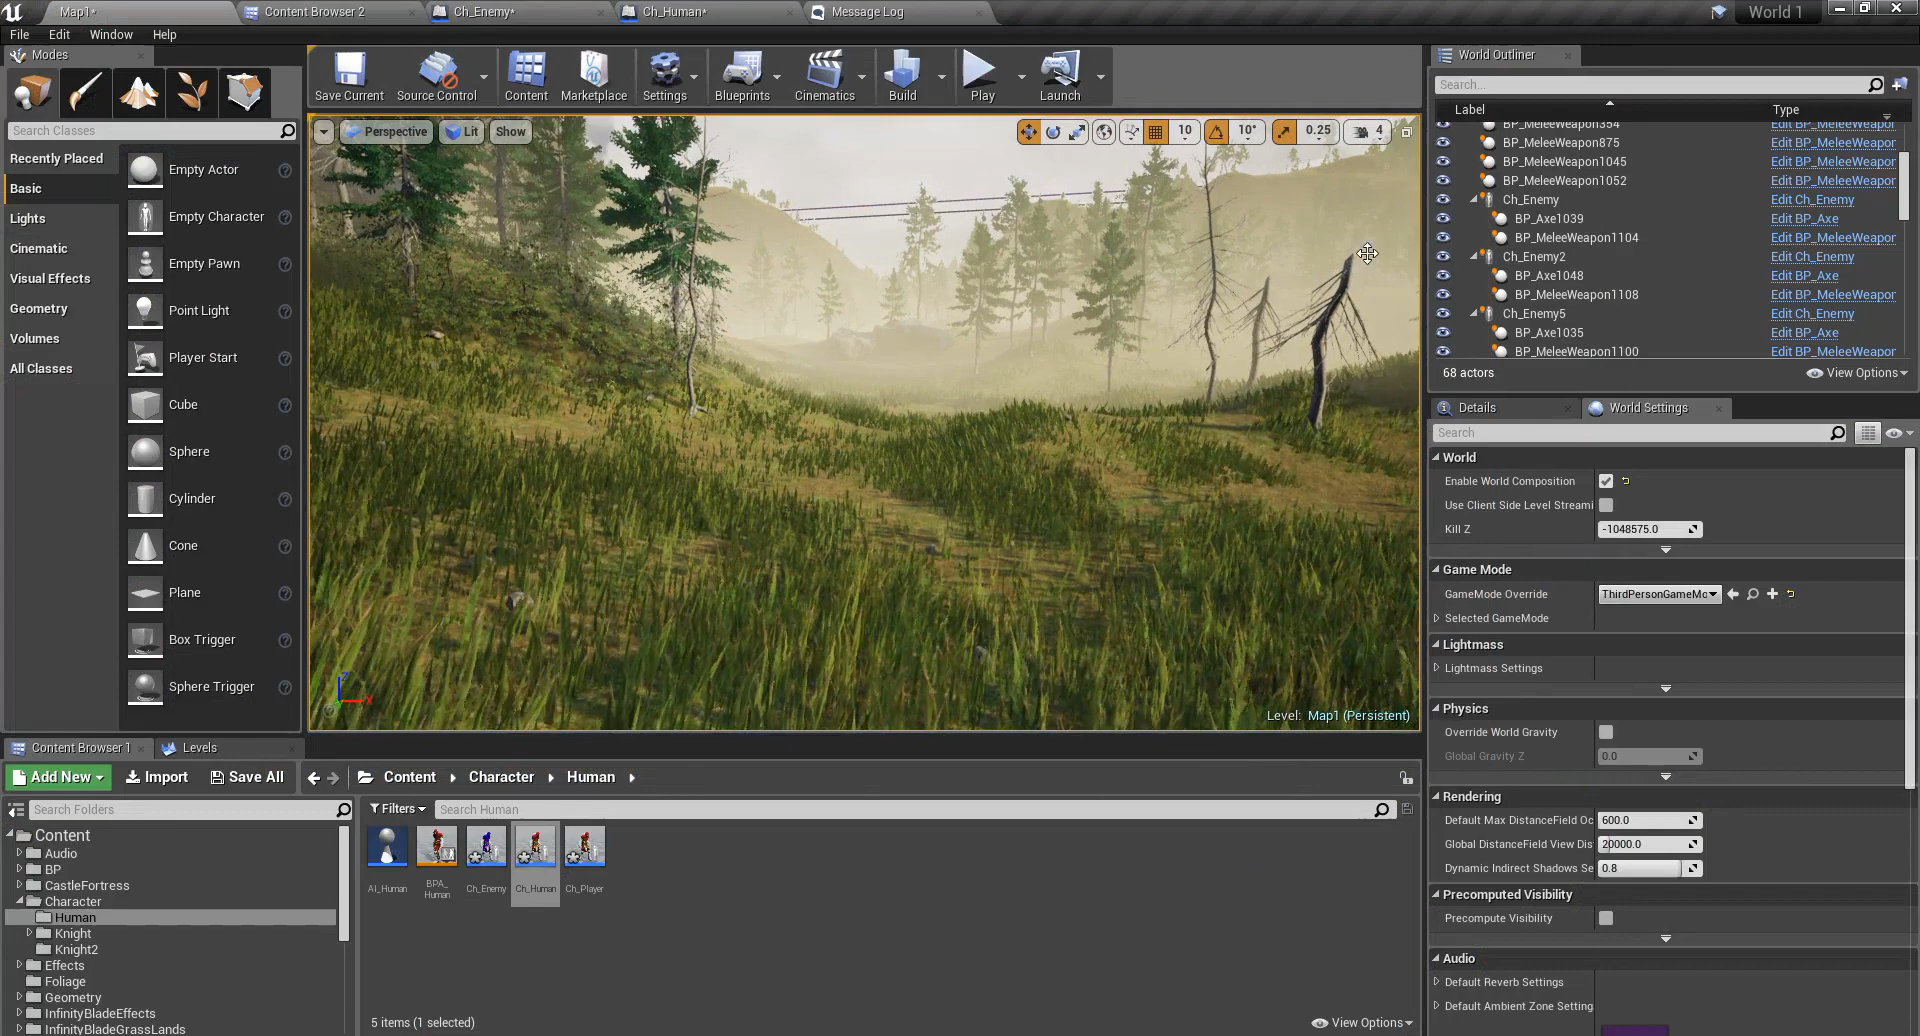 Map1*
Content Browser 2
Ch_Enemy*
Ch_Human*
Message Log
World 1
File Edit Window Help
Modes
Search Classes
Recently Placed
Basic
Lights
Cinematic
Visual Effects
Geometry
Volumes
All Classes
Empty Actor
Empty Character
Empty Pawn
Point Light
Player Start
Cube
Sphere
Cylinder
Cone
Plane
Box Trigger
Sphere Trigger
Save Current
Source Control
Content
Marketplace
Settings
Blueprints
Cinematics
Build
Play
Launch
Perspective
Lit
Show
10
10°
0.25
4
Z
X
Level: Map1 (Persistent)
World Outliner
Search...
Label Type
BP_MeleeWeapon354 Edit BP_MeleeWeapor
BP_MeleeWeapon875 Edit BP_MeleeWeapor
BP_MeleeWeapon1045 Edit BP_MeleeWeapor
BP_MeleeWeapon1052 Edit BP_MeleeWeapor
Ch_Enemy Edit Ch_Enemy
BP_Axe1039 Edit BP_Axe
BP_MeleeWeapon1104 Edit BP_MeleeWeapor
Ch_Enemy2 Edit Ch_Enemy
BP_Axe1048 Edit BP_Axe
BP_MeleeWeapon1108 Edit BP_MeleeWeapor
Ch_Enemy5 Edit Ch_Enemy
BP_Axe1035 Edit BP_Axe
BP_MeleeWeapon1100 Edit BP_MeleeWeapor
68 actors
View Options
Details
World Settings
Search
World
Enable World Composition
Use Client Side Level Streami
Kill Z -1048575.0
Game Mode
GameMode Override ThirdPersonGameMo
Selected GameMode
Lightmass
Lightmass Settings
Physics
Override World Gravity
Global Gravity Z 0.0
Rendering
Default Max DistanceField Oc 600.0
Global DistanceField View Dis 20000.0
Dynamic Indirect Shadows Se 0.8
Precomputed Visibility
Precompute Visibility
Audio
Default Reverb Settings
Default Ambient Zone Setting
Content Browser 1
Levels
Add New
Import
Save All
Content
Character
Human
Search Folders
Content
Audio
BP
CastleFortress
Character
Human
Knight
Knight2
Effects
Foliage
Geometry
InfinityBladeEffects
InfinityBladeGrassLands
Filters
Search Human
AI_Human
BPA_
Human
Ch_Enemy
Ch_Human
Ch_Player
5 items (1 selected)
View Options